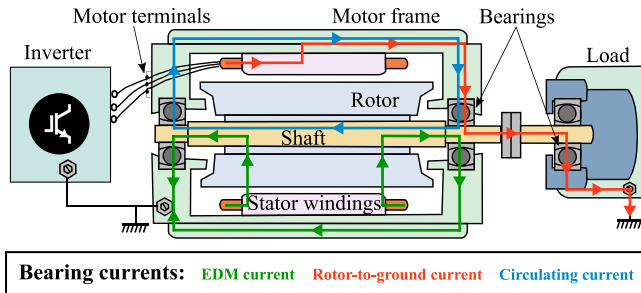 Motor terminals
Motor frame
Bearings
Inverter
Load
Rotor
Shaft
Stator windings
Bearing currents: EDM current Rotor-to-ground current Circulating current